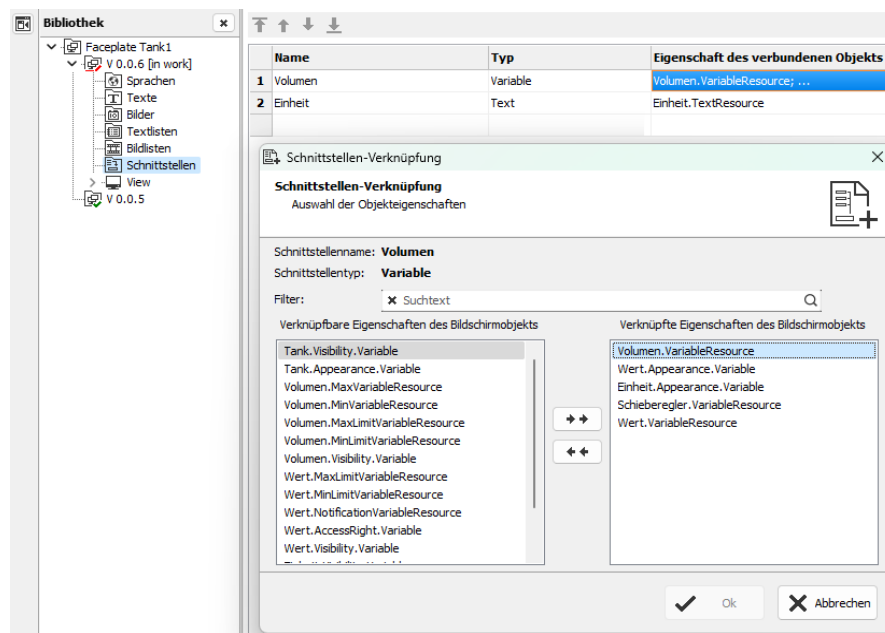 Bibliothek
Faceplate Tank1
V 0.0.6 [in work]
Sprachen
Texte
Bilder
Textlisten
Bildlisten
Schnittstellen
View
V 0.0.5
Name Typ Eigenschaft des verbundenen Objekts
1 Volumen Variable Volumen.VariableResource; ...
2 Einheit Text Einheit.TextResource
Schnittstellen-Verknüpfung
Schnittstellen-Verknüpfung
Auswahl der Objekteigenschaften
Schnittstellenname: Volumen
Schnittstellentyp: Variable
Filter: Suchtext
Verknüpfbare Eigenschaften des Bildschirmobjekts
Tank.Visibility.Variable
Tank.Appearance.Variable
Volumen.MaxVariableResource
Volumen.MinVariableResource
Volumen.MaxLimitVariableResource
Volumen.MinLimitVariableResource
Volumen.Visibility.Variable
Wert.MaxLimitVariableResource
Wert.MinLimitVariableResource
Wert.NotificationVariableResource
Wert.AccessRight.Variable
Wert.Visibility.Variable
Verknüpfte Eigenschaften des Bildschirmobjekts
Volumen.VariableResource
Wert.Appearance.Variable
Einheit.Appearance.Variable
Schieberegler.VariableResource
Wert.VariableResource
Ok
Abbrechen